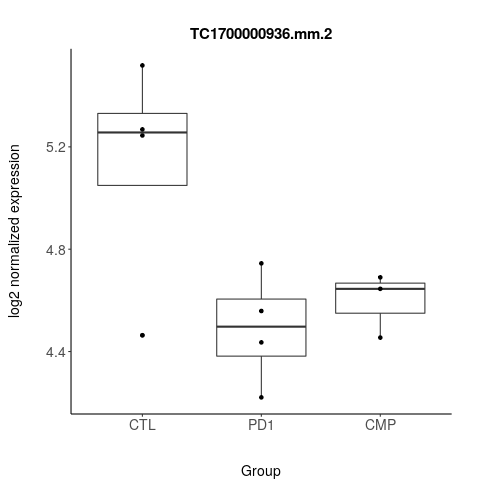 TC1700000936.mm.2
log2 normalized expression
5.2
4.8
4.4
CTL
PD1
CMP
Group